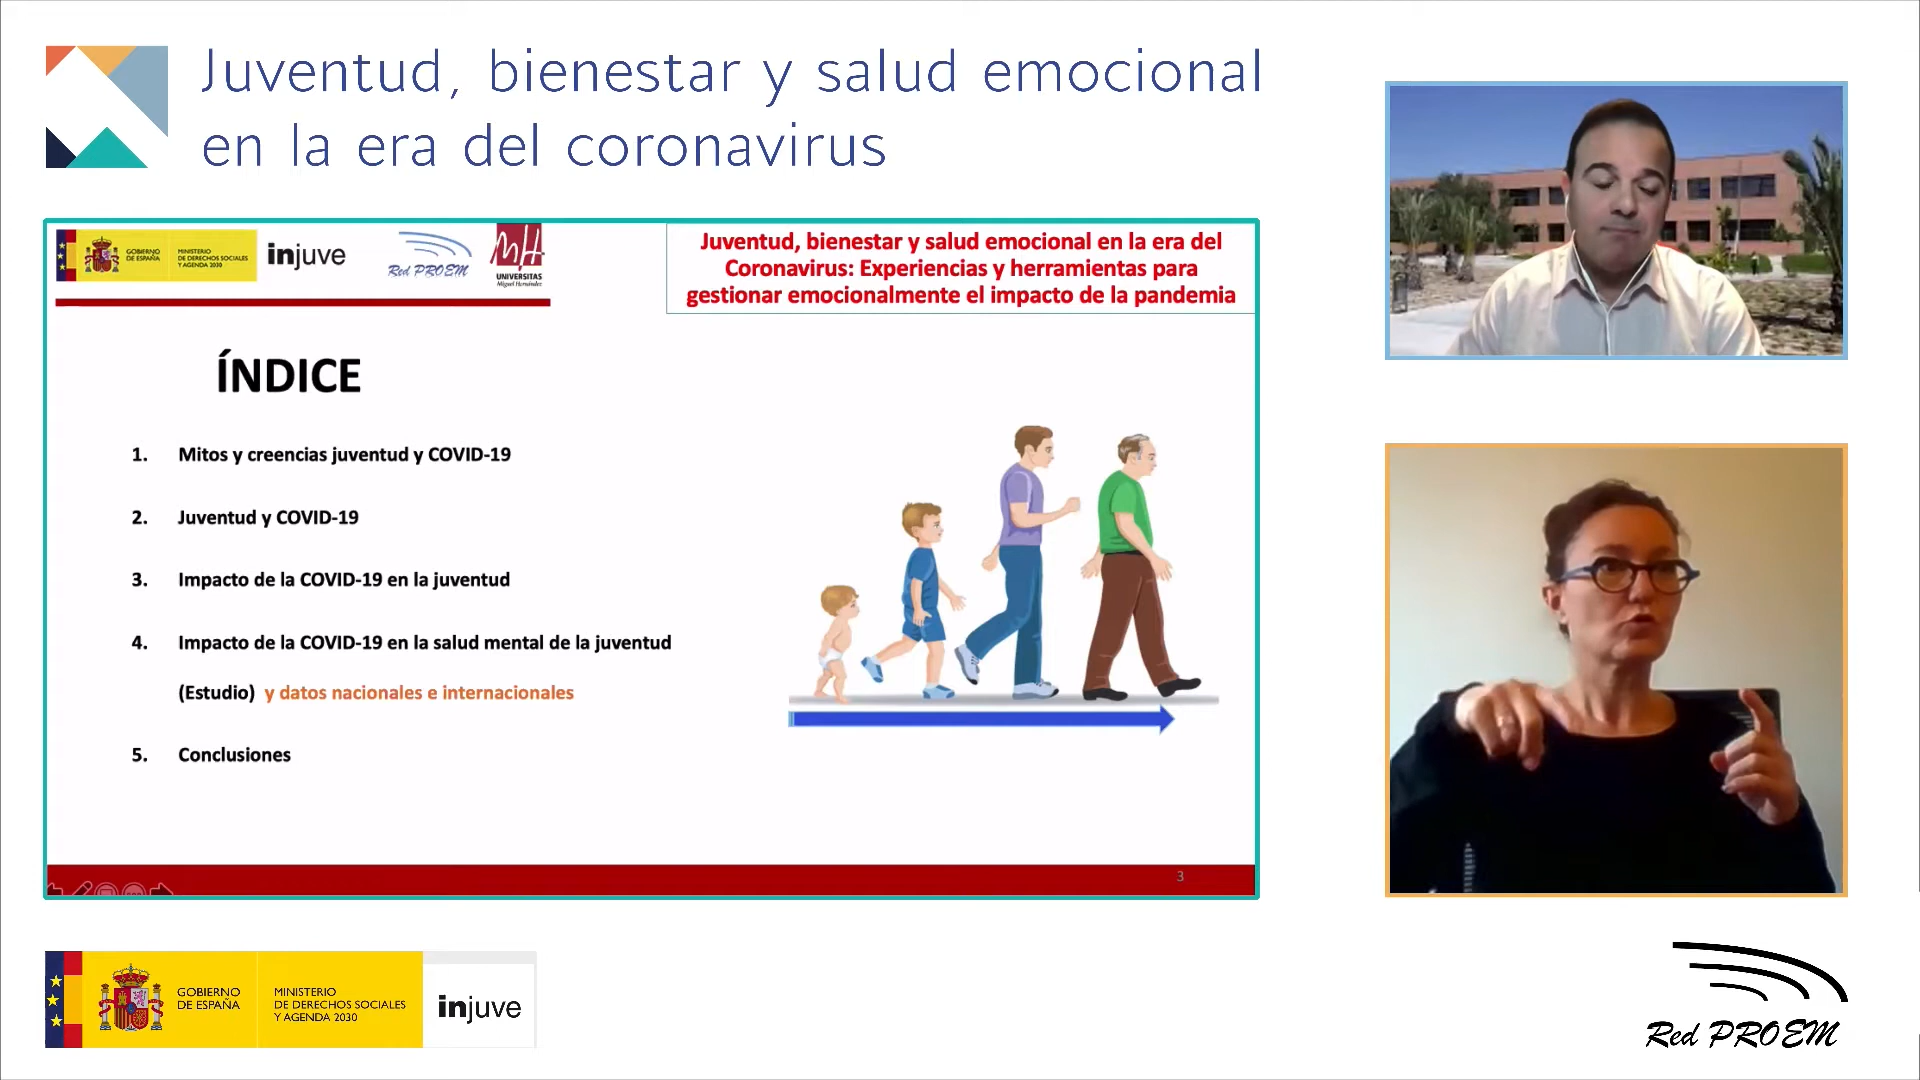 Juventud, bienestar y salud emocional
en la era del coronavirus
GOBIERNO
DE ESPAÑA
MINISTERIO
DE DERECHOS SOCIALES
Y AGENDA 2030
injuve
Red PROEM
UNIVERSITAS
Miguel Hernández
Juventud, bienestar y salud emocional en la era del
Coronavirus: Experiencias y herramientas para
gestionar emocionalmente el impacto de la pandemia
ÍNDICE
1. Mitos y creencias juventud y COVID-19
2. Juventud y COVID-19
3. Impacto de la COVID-19 en la juventud
4. Impacto de la COVID-19 en la salud mental de la juventud
(Estudio) y datos nacionales e internacionales
5. Conclusiones
3
GOBIERNO
DE ESPAÑA
MINISTERIO
DE DERECHOS SOCIALES
Y AGENDA 2030
injuve
Red PROEM